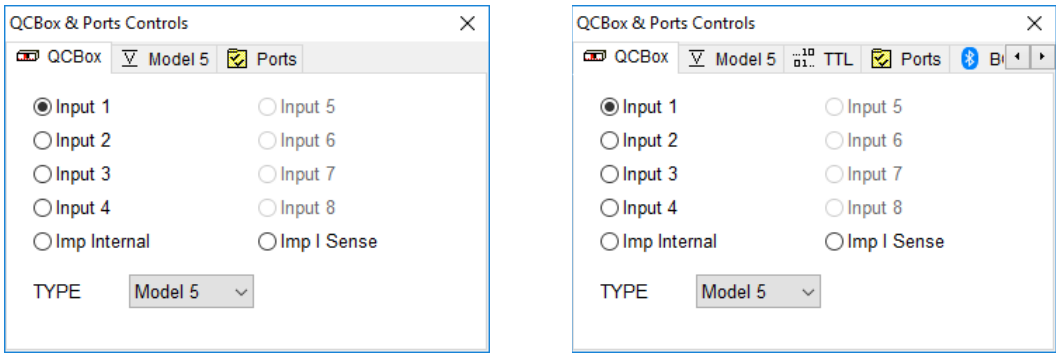 QCBox & Ports Controls
QCBox Model 5 Ports
Input 1 Input 5
Input 2 Input 6
Input 3 Input 7
Input 4 Input 8
Imp Internal Imp I Sense
TYPE Model 5
QCBox & Ports Controls
QCBox Model 5 TTL Ports
Input 1 Input 5
Input 2 Input 6
Input 3 Input 7
Input 4 Input 8
Imp Internal Imp I Sense
TYPE Model 5